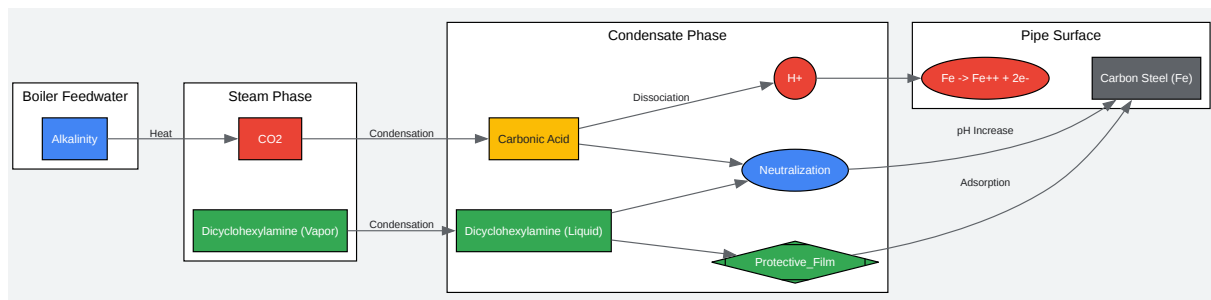 Boiler Feedwater
Alkalinity
Heat
Steam Phase
CO2
Dicyclohexylamine (Vapor)
Condensation
Condensation
Condensate Phase
Carbonic Acid
Dissociation
H+
Neutralization
Dicyclohexylamine (Liquid)
Protective_Film
Pipe Surface
Fe -> Fe++ + 2e-
Carbon Steel (Fe)
pH Increase
Adsorption